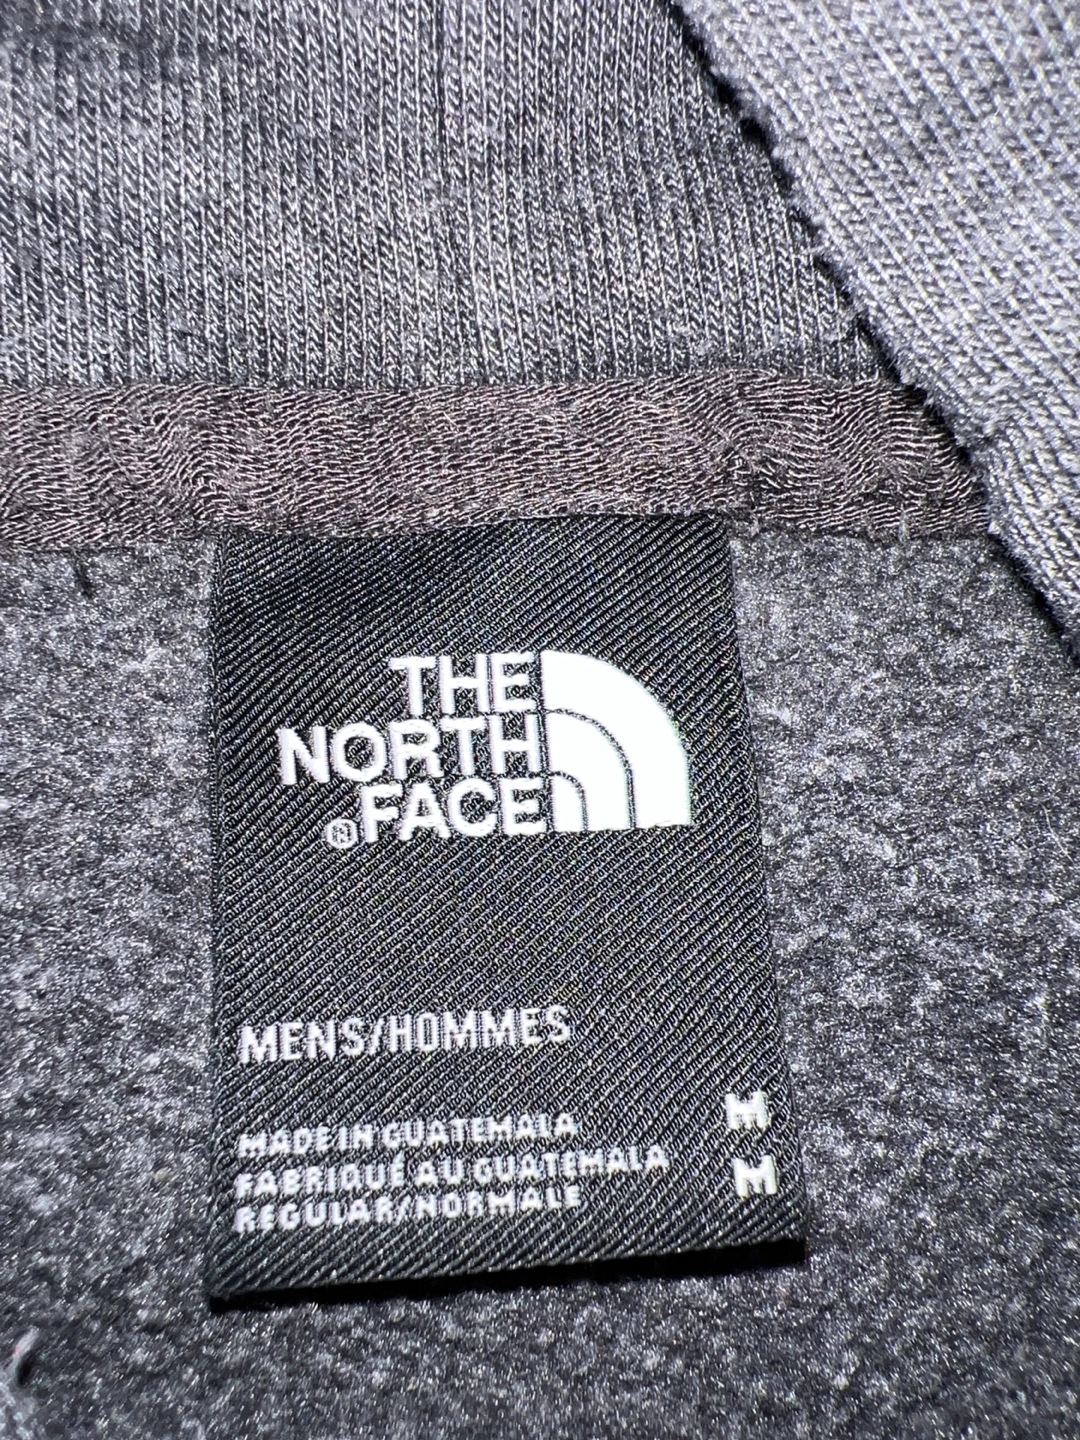 THE
NORTH
®FACE
MENS/HOMMES
M
MADE IN GUATEMALA
FABRIQUÉ AU GUATEMALA
M
REGULAR/NORMALE